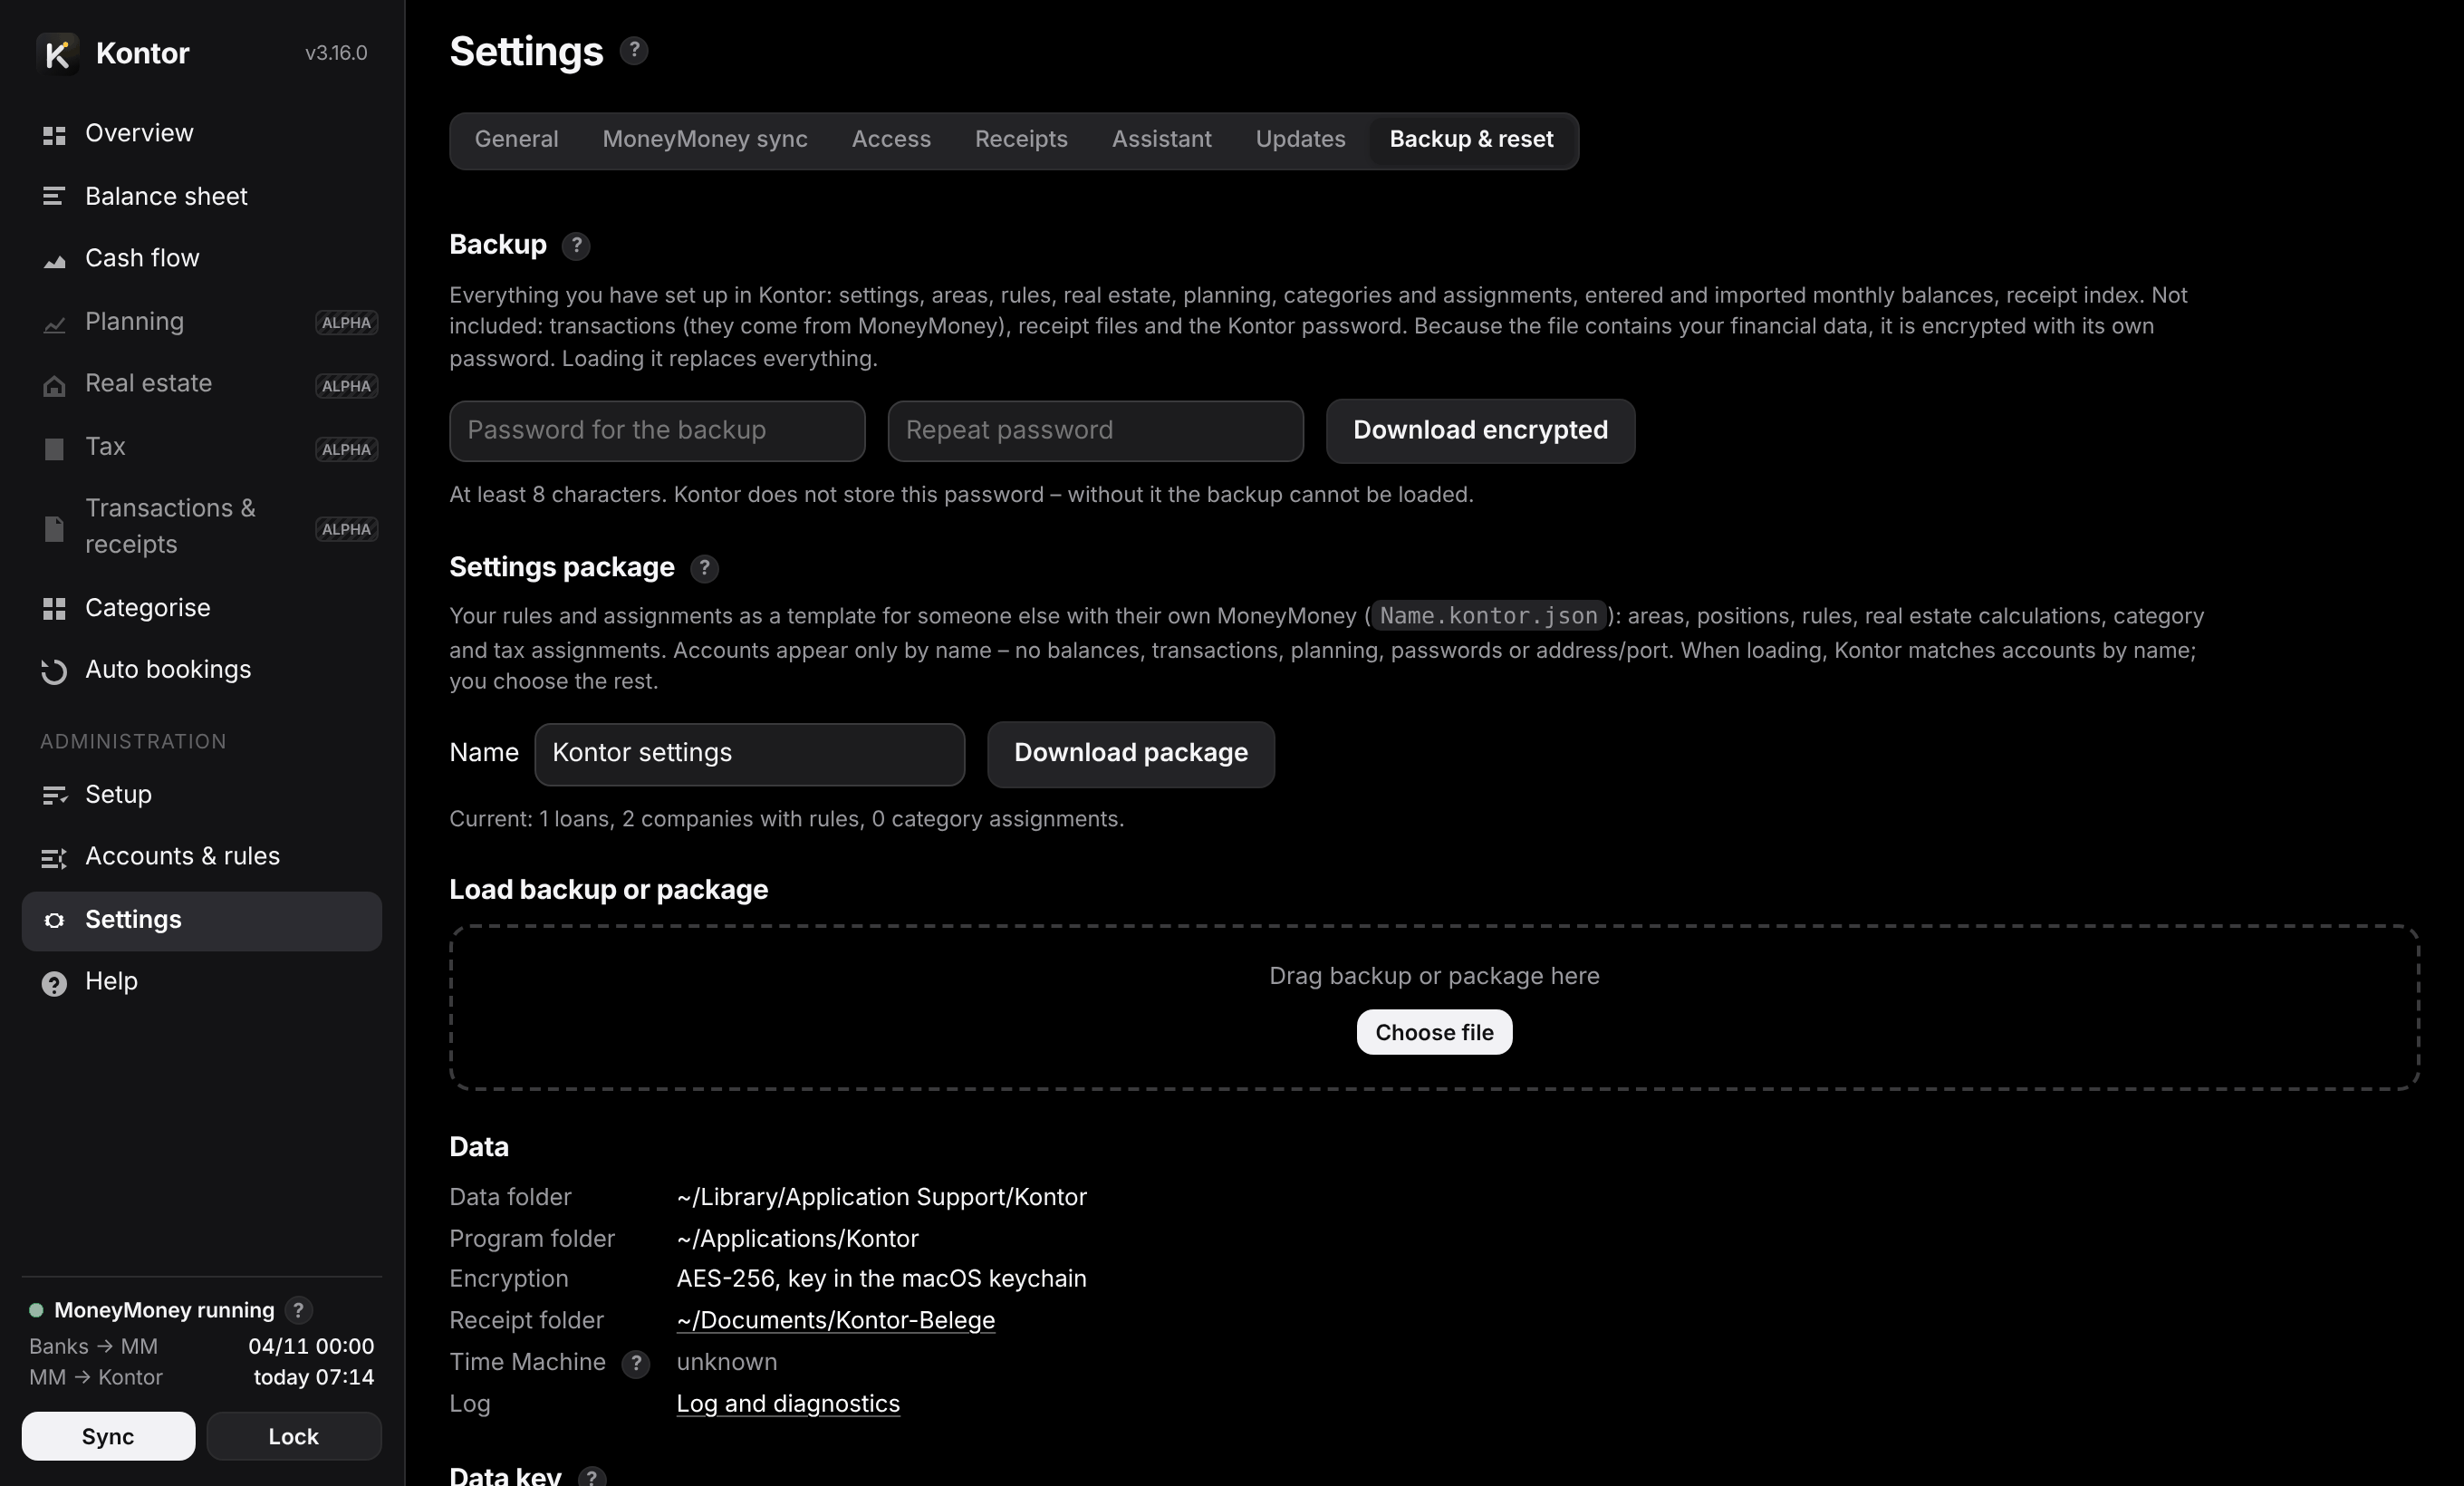 Kontor
v3.16.0
Overview
Balance sheet
Cash flow
Planning
ALPHA
Real estate
ALPHA
Tax
ALPHA
Transactions &
receipts
ALPHA
Categorise
Auto bookings
ADMINISTRATION
Setup
Accounts & rules
Settings
Help
MoneyMoney running ?
Banks → MM 04/11 00:00
MM → Kontor today 07:14
Sync Lock
Settings ?
General MoneyMoney sync Access Receipts Assistant Updates Backup & reset
Backup ?
Everything you have set up in Kontor: settings, areas, rules, real estate, planning, categories and assignments, entered and imported monthly balances, receipt index. Not
included: transactions (they come from MoneyMoney), receipt files and the Kontor password. Because the file contains your financial data, it is encrypted with its own
password. Loading it replaces everything.
Password for the backup Repeat password Download encrypted
At least 8 characters. Kontor does not store this password – without it the backup cannot be loaded.
Settings package ?
Your rules and assignments as a template for someone else with their own MoneyMoney ( Name.kontor.json ): areas, positions, rules, real estate calculations, category
and tax assignments. Accounts appear only by name – no balances, transactions, planning, passwords or address/port. When loading, Kontor matches accounts by name;
you choose the rest.
Name Kontor settings Download package
Current: 1 loans, 2 companies with rules, 0 category assignments.
Load backup or package
Drag backup or package here
Choose file
Data
Data folder ~/Library/Application Support/Kontor
Program folder ~/Applications/Kontor
Encryption AES-256, key in the macOS keychain
Receipt folder ~/Documents/Kontor-Belege
Time Machine ? unknown
Log Log and diagnostics
Data key ?